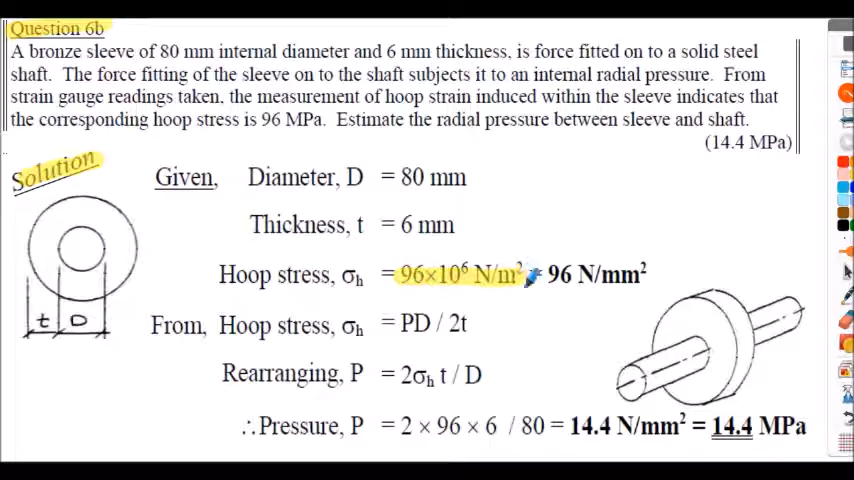 Question 6b
A bronze sleeve of 80 mm internal diameter and 6 mm thickness, is force fitted on to a solid steel
shaft. The force fitting of the sleeve on to the shaft subjects it to an internal radial pressure. From
strain gauge readings taken, the measurement of hoop strain induced within the sleeve indicates that
the corresponding hoop stress is 96 MPa. Estimate the radial pressure between sleeve and shaft.
(14.4 MPa)
Solution
Given, Diameter, D = 80 mm
Thickness, t = 6 mm
Hoop stress, σh = 96×10⁶ N/m² = 96 N/mm²
t D
From, Hoop stress, σh = PD / 2t
Rearranging, P = 2σh t / D
∴Pressure, P = 2 × 96 × 6 / 80 = 14.4 N/mm² = 14.4 MPa